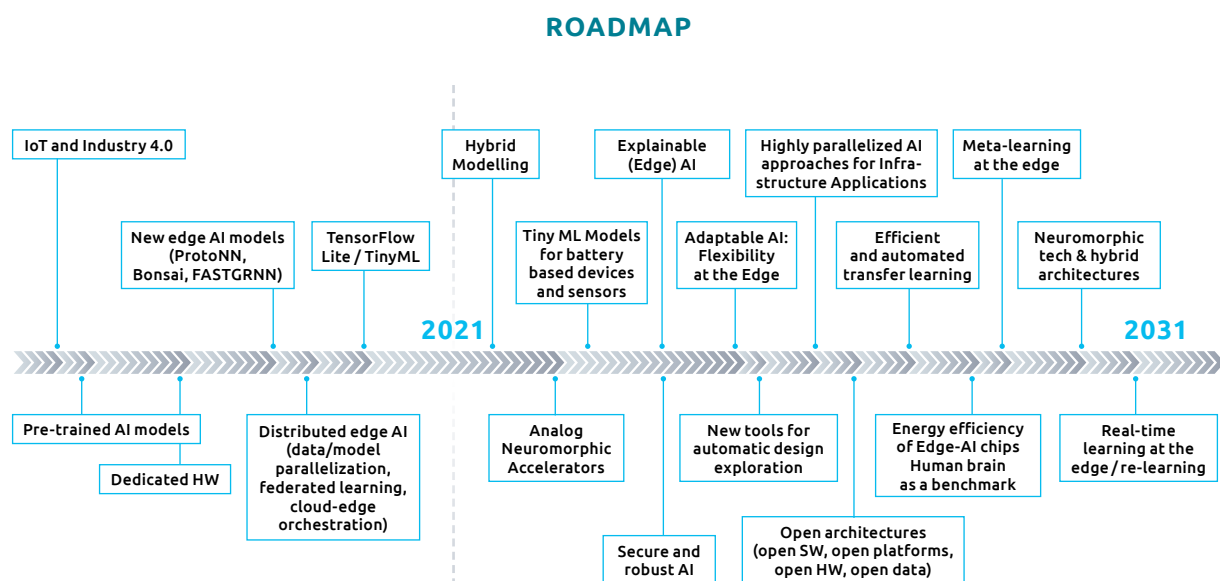 ROADMAP
IoT and Industry 4.0
Hybrid
Modelling
Explainable
(Edge) AI
Highly parallelized AI
approaches for Infra-
structure Applications
Meta-learning
at the edge
New edge AI models
(ProtoNN,
Bonsai, FASTGRNN)
TensorFlow
Lite / TinyML
Tiny ML Models
for battery
based devices
and sensors
Adaptable AI:
Flexibility
at the Edge
Efficient
and automated
transfer learning
Neuromorphic
tech & hybrid
architectures
2021
2031
Pre-trained AI models
Dedicated HW
Distributed edge AI
(data/model
parallelization,
federated learning,
cloud-edge
orchestration)
Analog
Neuromorphic
Accelerators
New tools for
automatic design
exploration
Energy efficiency
of Edge-AI chips
Human brain
as a benchmark
Real-time
learning at the
edge / re-learning
Secure and
robust AI
Open architectures
(open SW, open platforms,
open HW, open data)